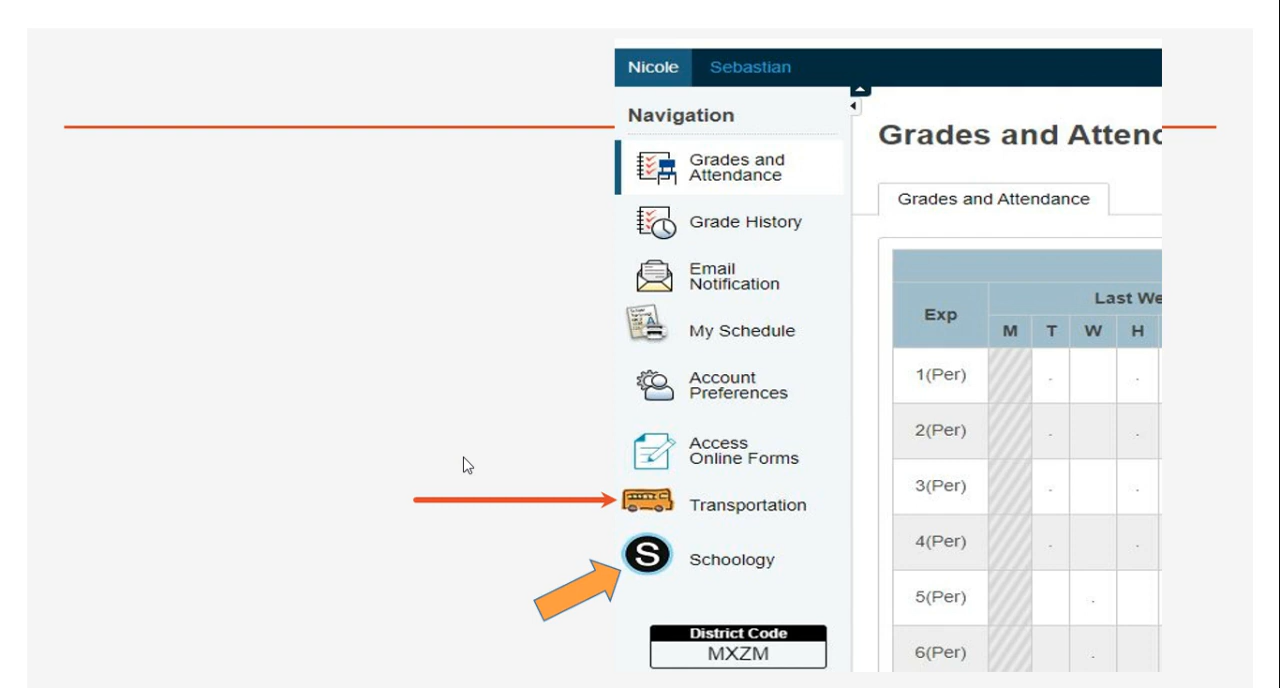 Nicole Sebastian
Navigation
Grades and
Attendance
Grade History
Email
Notification
My Schedule
Account
Preferences
Access
Online Forms
Transportation
S
Schoology
District Code
MXZM
Grades and Attend
Grades and Attendance
Last We
Exp
M T W H
1(Per) . .
2(Per) . .
3(Per) . .
4(Per) . .
5(Per) .
6(Per) .